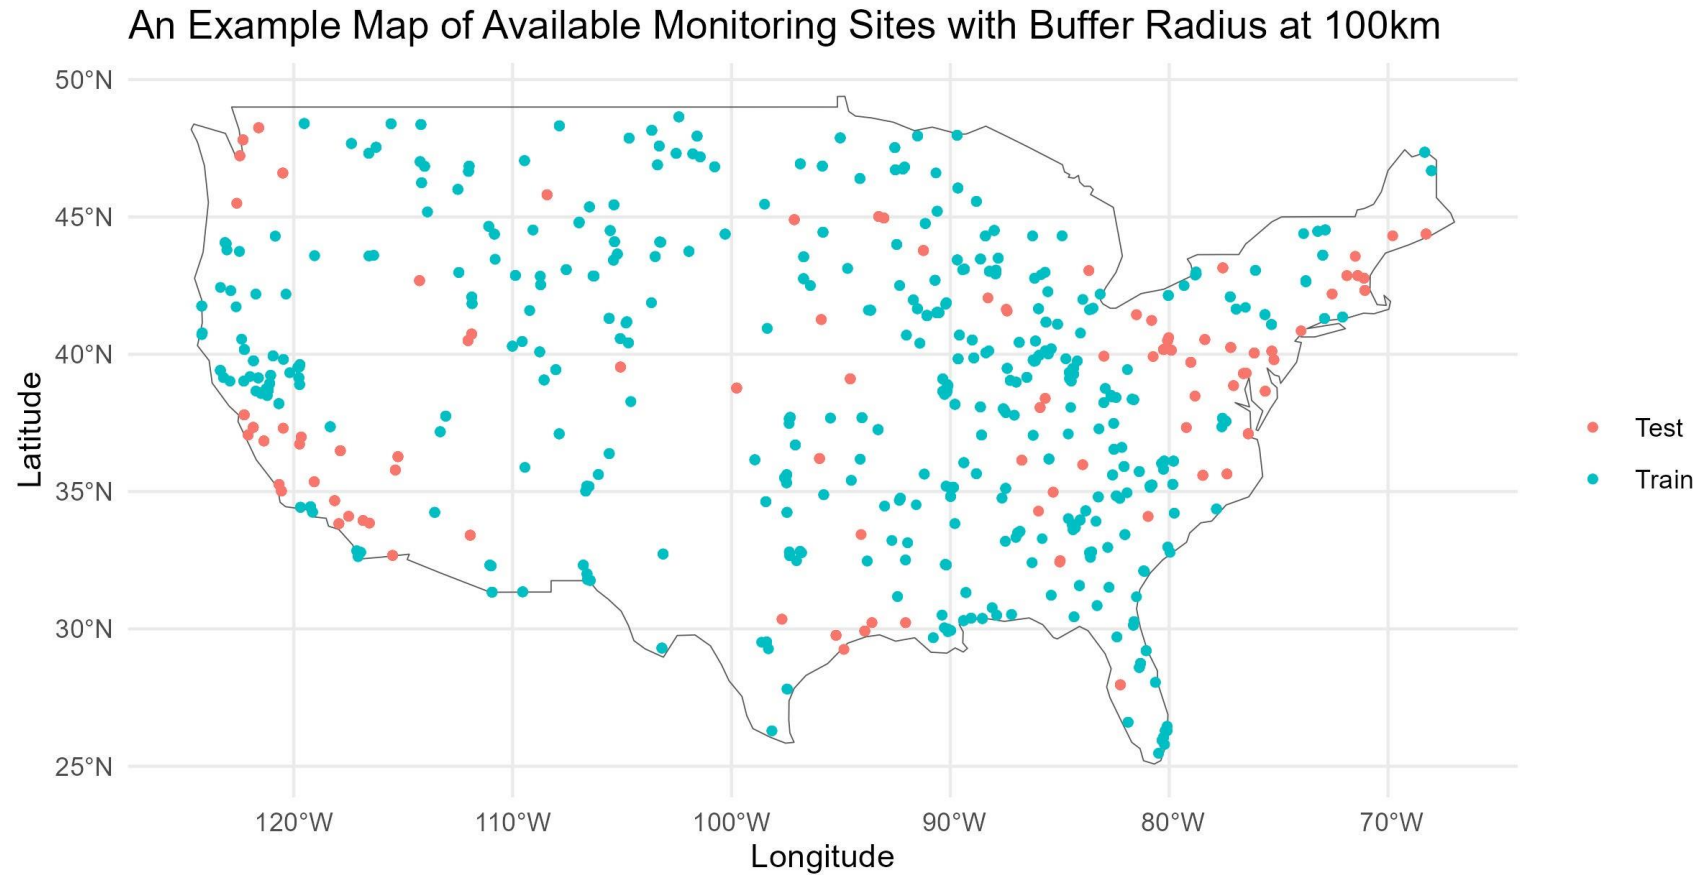 An Example Map of Available Monitoring Sites with Buffer Radius at 100km
50°N
45°N
40°N
35°N
30°N
25°N
Latitude
120°W 110°W 100°W 90°W 80°W 70°W
Longitude
Test
Train